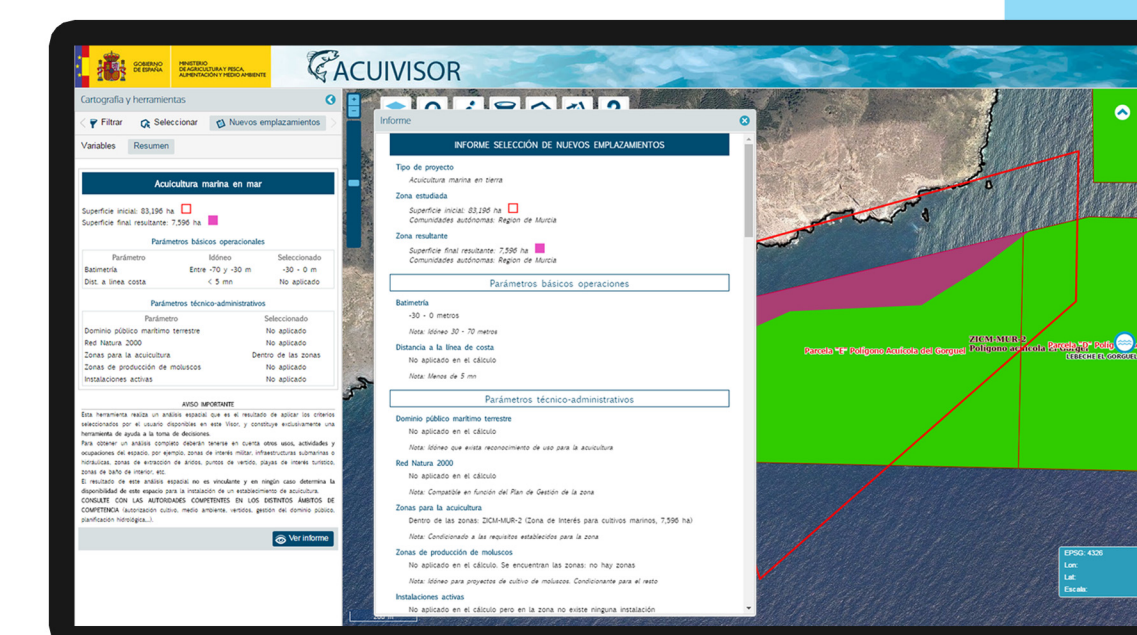 GOBIERNO
DE ESPAÑA
MINISTERIO
DE AGRICULTURA Y PESCA,
ALIMENTACIÓN Y MEDIO AMBIENTE
ACUIVISOR
Cartografía y herramientas
Filtrar Seleccionar Nuevos emplazamientos
Variables Resumen
Acuicultura marina en mar
Superficie inicial: 83,196 ha
Superficie final resultante: 7,596 ha
Parámetros básicos operacionales
Parámetro Idóneo Seleccionado
Batimetría Entre -70 y -30 m -30 - 0 m
Dist. a línea costa < 5 mn No aplicado
Parámetros técnico-administrativos
Parámetro Seleccionado
Dominio público marítimo terrestre No aplicado
Red Natura 2000 No aplicado
Zonas para la acuicultura Dentro de las zonas
Zonas de producción de moluscos No aplicado
Instalaciones activas No aplicado
AVISO IMPORTANTE
Esta herramienta realiza un análisis espacial que es el resultado de aplicar los criterios
seleccionados por el usuario disponibles en este Visor, y constituye exclusivamente una
herramienta de ayuda a la toma de decisiones.
Para obtener un análisis completo deberán tenerse en cuenta otros usos, actividades y
ocupaciones del espacio, por ejemplo, zonas de interés militar, infraestructuras submarinas o
hidráulicas, zonas de extracción de áridos, puntos de vertido, playas de interés turístico,
zonas de baño de interior, etc.
El resultado de este análisis espacial no es vinculante y en ningún caso determina la
disponibilidad de este espacio para la instalación de un establecimiento de acuicultura.
CONSULTE CON LAS AUTORIDADES COMPETENTES EN LOS DISTINTOS ÁMBITOS DE
COMPETENCIA (autorización cultivo, medio ambiente, vertidos, gestión del dominio público,
planificación hidrológica,...).
Ver informe
Informe
INFORME SELECCIÓN DE NUEVOS EMPLAZAMIENTOS
Tipo de proyecto
Acuicultura marina en tierra
Zona estudiada
Superficie inicial: 83,196 ha
Comunidades autónomas: Región de Murcia
Zona resultante
Superficie final resultante: 7,596 ha
Comunidades autónomas: Región de Murcia
Parámetros básicos operaciones
Batimetría
-30 - 0 metros
Nota: Idóneo 30 - 70 metros
Distancia a la línea de costa
No aplicado en el cálculo
Nota: Menos de 5 mn
Parámetros técnico-administrativos
Dominio público marítimo terrestre
No aplicado en el cálculo
Nota: Idóneo que exista reconocimiento de uso para la acuicultura
Red Natura 2000
No aplicado en el cálculo
Nota: Compatible en función del Plan de Gestión de la zona
Zonas para la acuicultura
Dentro de las zonas: ZICM-MUR-2 (Zona de Interés para cultivos marinos, 7,596 ha)
Nota: Condicionado a las requisitos establecidos para la zona
Zonas de producción de moluscos
No aplicado en el cálculo. Se encuentran las zonas: no hay zonas
Nota: Idóneo para proyectos de cultivo de moluscos. Condicionante para el resto
Instalaciones activas
No aplicado en el cálculo pero en la zona no existe ninguna instalación
ZICM-MUR-2
Parcela "E" Polígono Acuícola del Gorguel
Polígono acuícola
Parcela "D" Políg
LEBECHE-EL GORGUEL
EPSG: 4326
Lon:
Lat:
Escala: